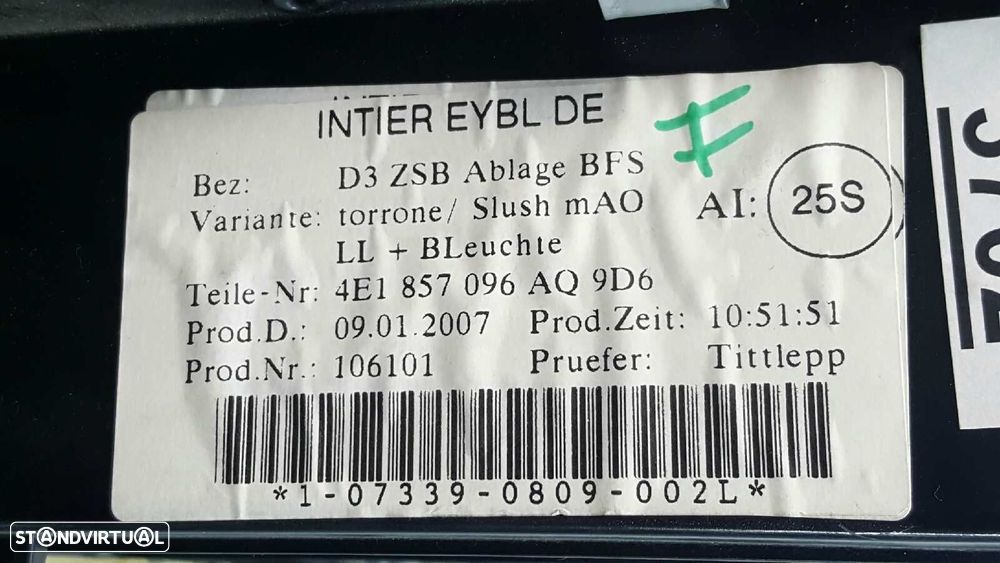 INTIER EYBL DE
F
Bez: D3 ZSB Ablage BFS
Variante: torrone/ Slush mAO AI: 25S
LL + BLeuchte
Teile-Nr: 4E1 857 096 AQ 9D6
Prod.D.: 09.01.2007 Prod.Zeit: 10:51:51
Prod.Nr.: 106101 Pruefer: Tittlepp
*1-07339-0809-002L*
STANDVIRTUAL